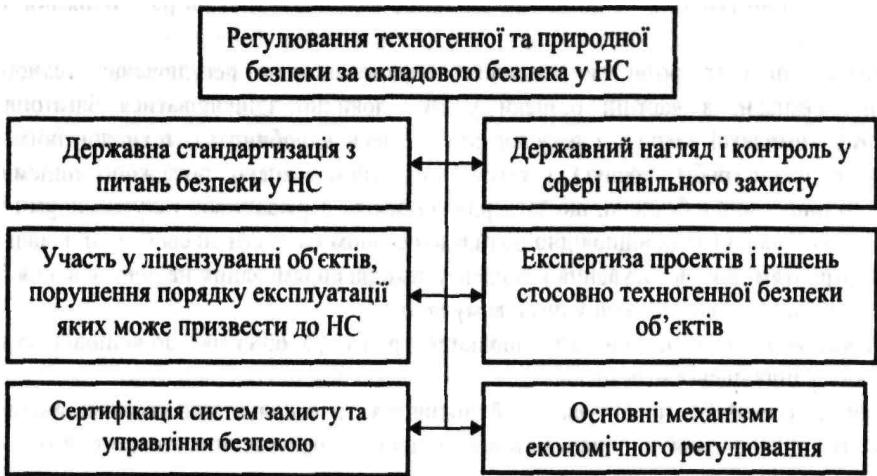 Регулювання техногенної та природної
безпеки за складовою безпека у НС
Державна стандартизація з
питань безпеки у НС
Державний нагляд і контроль у
сфері цивільного захисту
Участь у ліцензуванні об'єктів,
порушення порядку експлуатації
яких може призвести до НС
Експертиза проектів і рішень
стосовно техногенної безпеки
об’єктів
Сертифікація систем захисту та
управління безпекою
Основні механізми
економічного регулювання